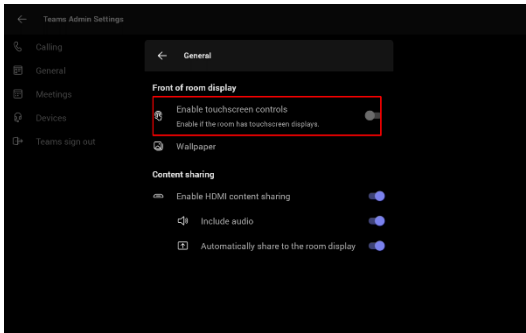 Teams Admin Settings
Calling
General
Meetings
Devices
Teams sign out
General
Front of room display
Enable touchscreen controls
Enable if the room has touchscreen displays.
Wallpaper
Content sharing
Enable HDMI content sharing
Include audio
Automatically share to the room display